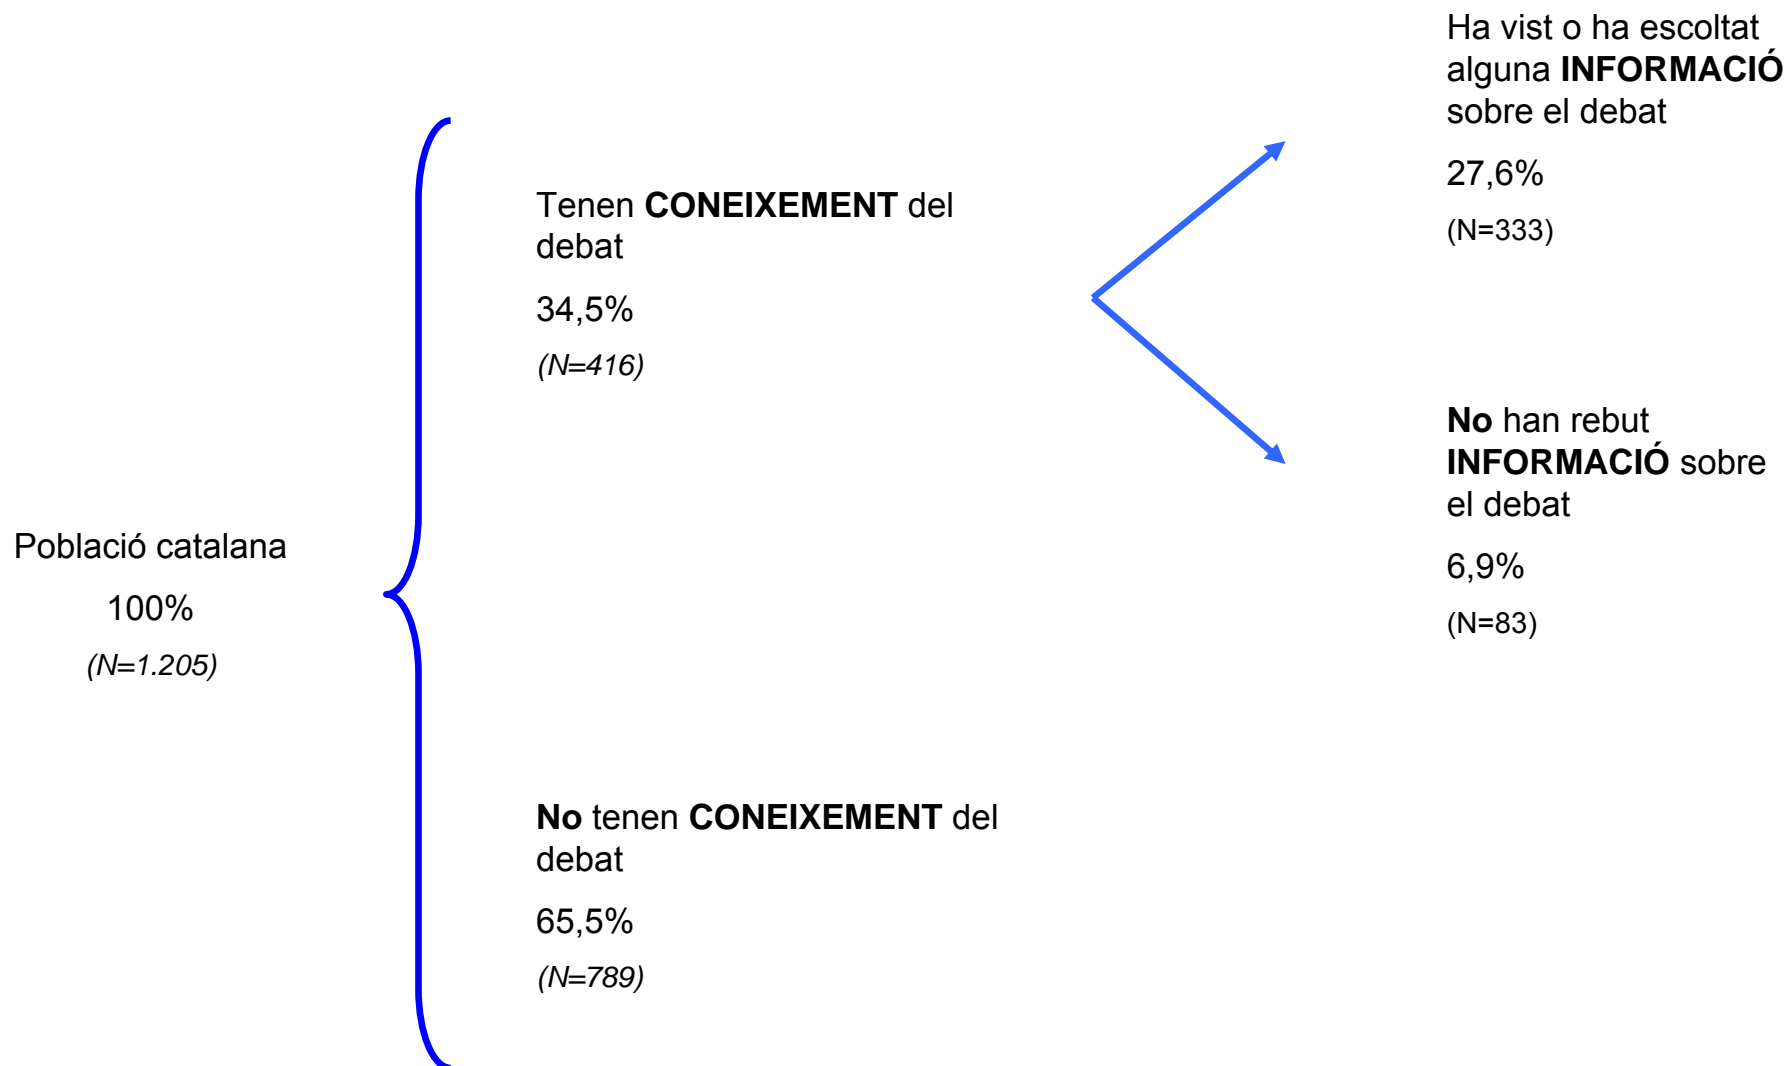 Població catalana
100%
(N=1.205)
Tenen CONEIXEMENT del
debat
34,5%
(N=416)
No tenen CONEIXEMENT del
debat
65,5%
(N=789)
Ha vist o ha escoltat
alguna INFORMACIÓ
sobre el debat
27,6%
(N=333)
No han rebut
INFORMACIÓ sobre
el debat
6,9%
(N=83)